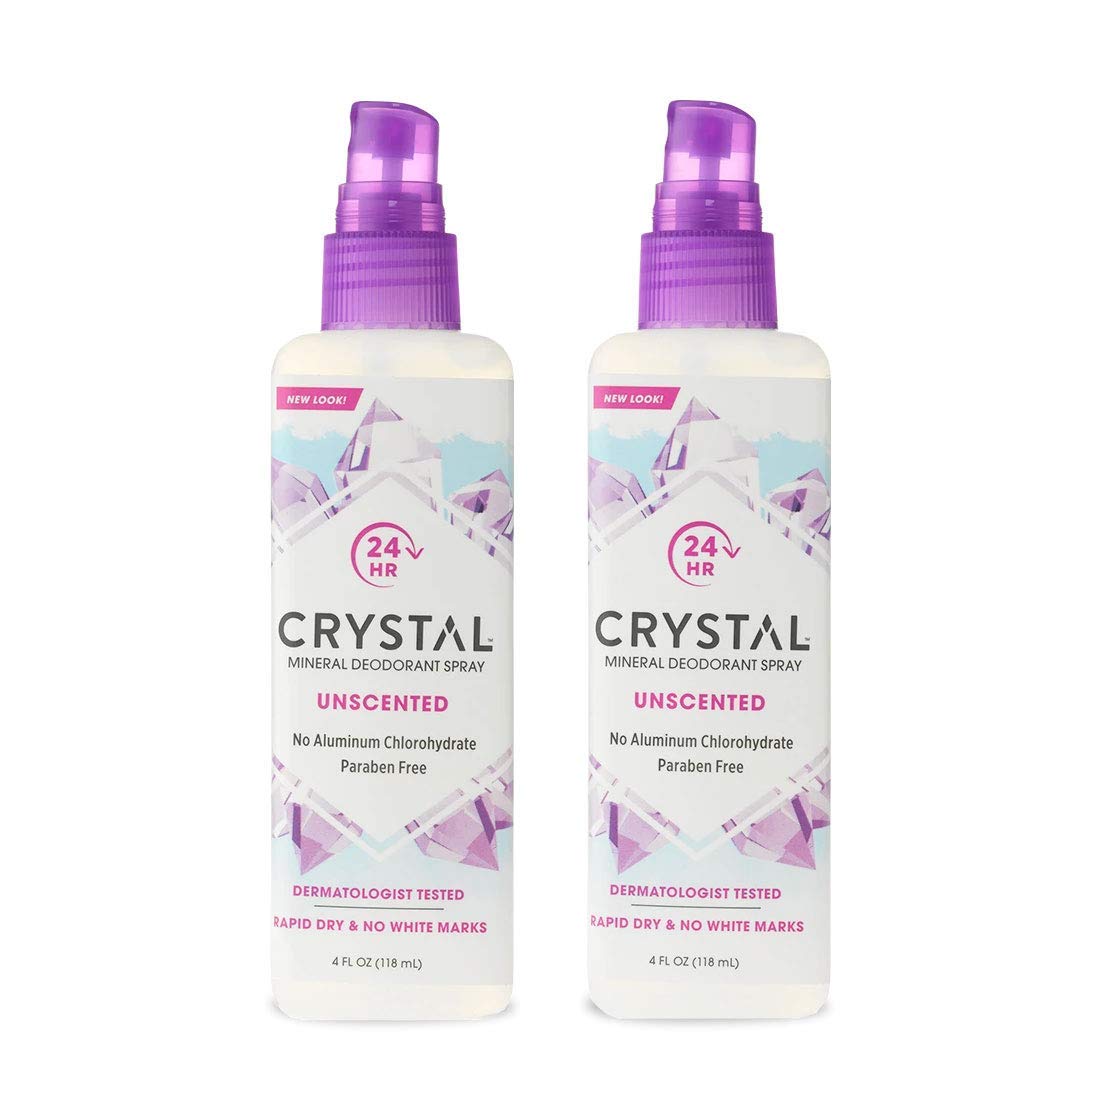 NEW LOOK!
24
HR
CRYSTAL™
MINERAL DEODORANT SPRAY
UNSCENTED
No Aluminum Chlorohydrate
Paraben Free
DERMATOLOGIST TESTED
RAPID DRY & NO WHITE MARKS
4 FL OZ (118 mL)
NEW LOOK!
24
HR
CRYSTAL™
MINERAL DEODORANT SPRAY
UNSCENTED
No Aluminum Chlorohydrate
Paraben Free
DERMATOLOGIST TESTED
RAPID DRY & NO WHITE MARKS
4 FL OZ (118 mL)